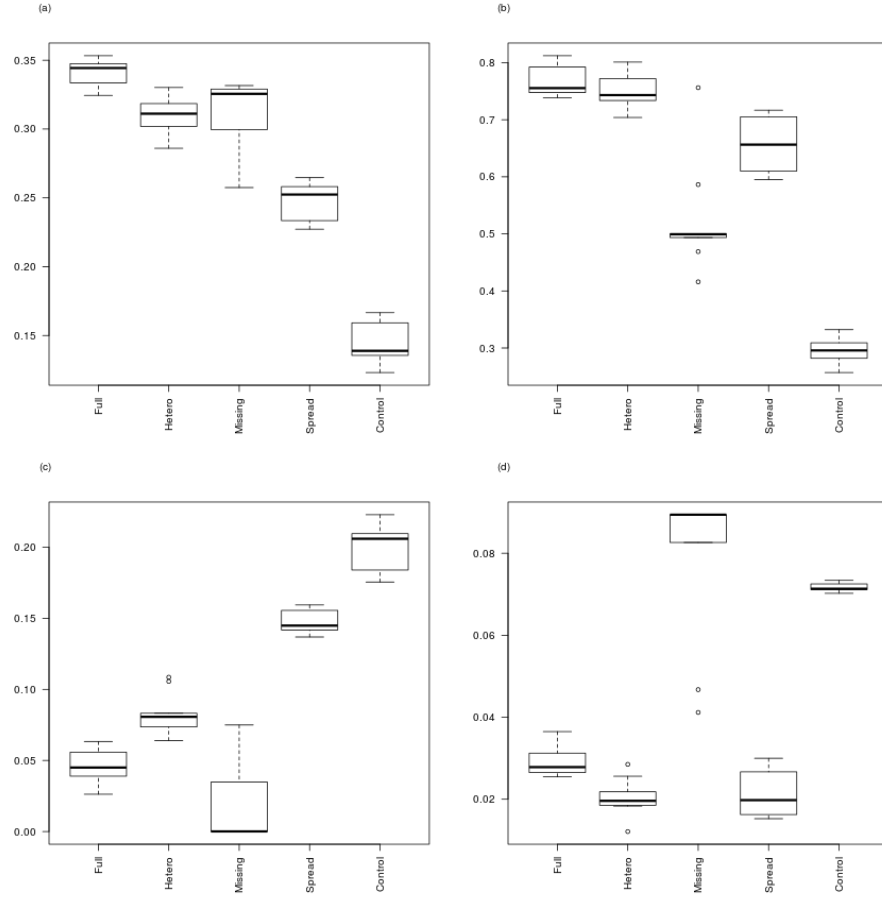 (a)
0.35
0.30
0.25
0.20
0.15
Full
Hetero
Missing
Spread
Control
(b)
0.8
0.7
0.6
0.5
0.4
0.3
Full
Hetero
Missing
Spread
Control
(c)
0.20
0.15
0.10
0.05
0.00
Full
Hetero
Missing
Spread
Control
(d)
0.08
0.06
0.04
0.02
Full
Hetero
Missing
Spread
Control